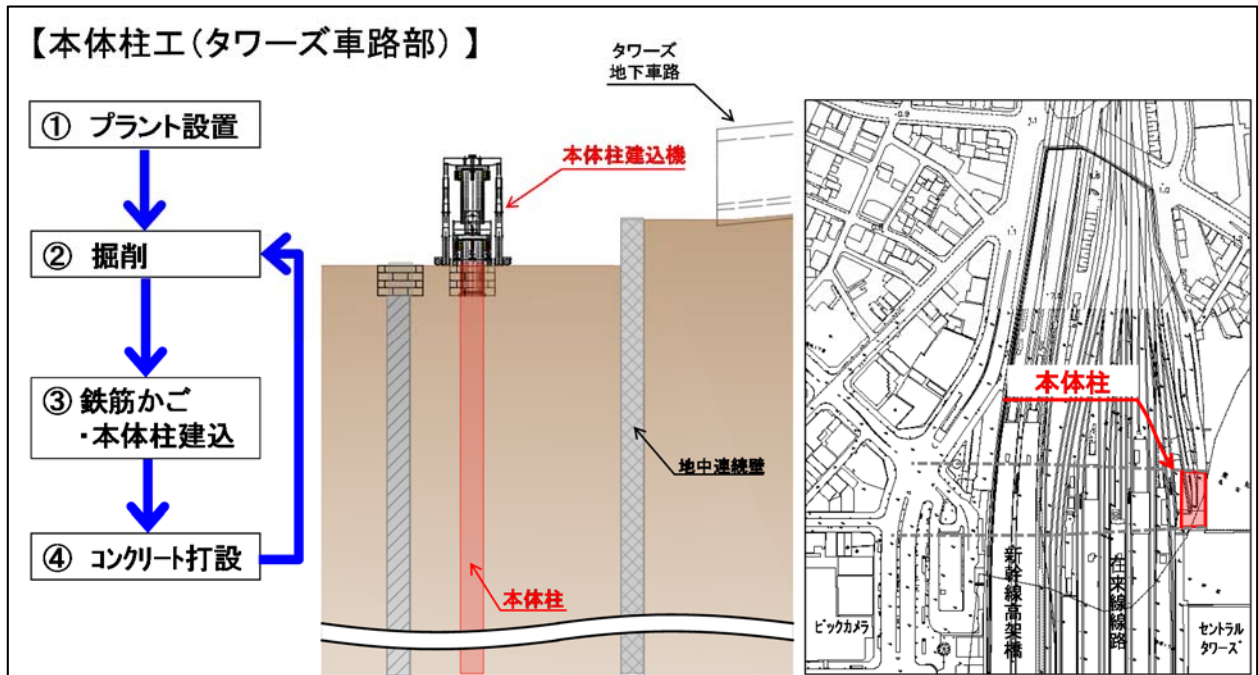 【本体柱工(タワーズ車路部)】
① プラント設置
② 掘削
③ 鉄筋かご
・本体柱建込
④ コンクリート打設
タワーズ
地下車路
本体柱建込機
地中連続壁
本体柱
本体柱
新幹線高架橋
在来線線路
ビックカメラ
セントラル
タワーズ